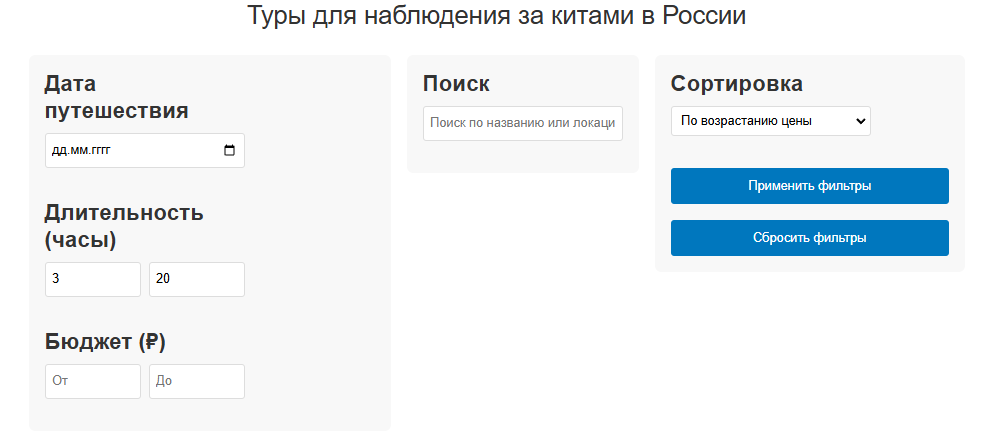 Туры для наблюдения за китами в России
Дата
путешествия
дд.мм.гггг
Длительность
(часы)
3 20
Бюджет (₽)
От До
Поиск
Поиск по названию или локаци
Сортировка
По возрастанию цены
Применить фильтры
Сбросить фильтры